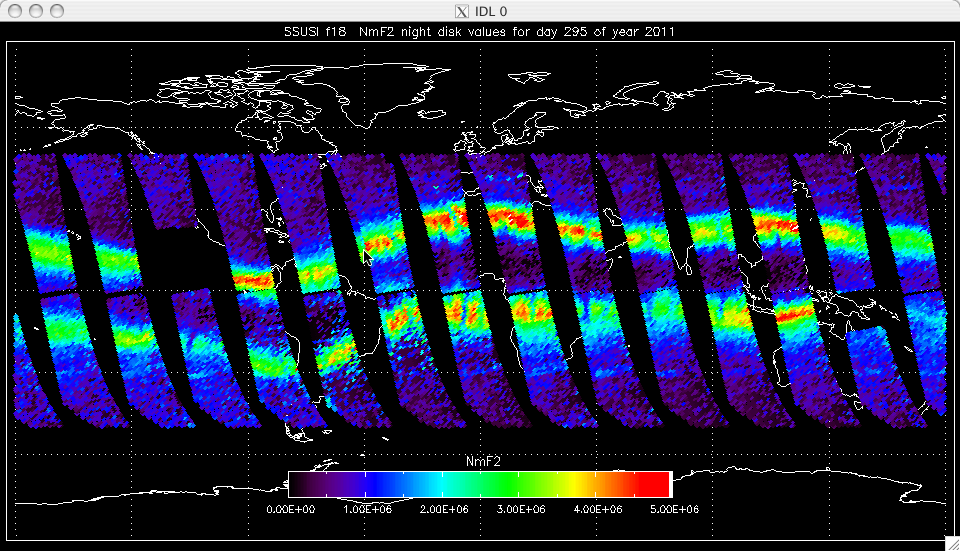 X IDL 0
SSUSI f18 NmF2 night disk values for day 295 of year 2011
NmF2
0.00E+00 1.00E+06 2.00E+06 3.00E+06 4.00E+06 5.00E+06